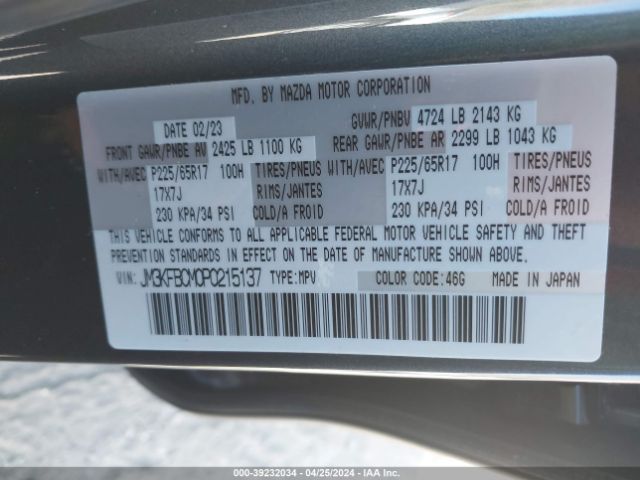 MFD. BY MAZDA MOTOR CORPORATION
DATE 02/23 GVWR/PNBV 4724 LB 2143 KG
FRONT GAWR/PNBE AV 2425 LB 1100 KG REAR GAWR/PNBE AR 2299 LB 1043 KG
WITH/AVEC P225/65R17 100H TIRES/PNEUS WITH/AVEC P225/65R17 100H TIRES/PNEUS
17X7J RIMS/JANTES 17X7J RIMS/JANTES
230 KPA/34 PSI COLD/A FROID 230 KPA/34 PSI COLD/A FROID
THIS VEHICLE CONFORMS TO ALL APPLICABLE FEDERAL MOTOR VEHICLE SAFETY AND THEFT
PREVENTION STANDARDS IN EFFECT ON THE DATE OF MANUFACTURE SHOWN ABOVE.
VIN: JM3KFBCM0P0215137 TYPE:MPV COLOR CODE:46G MADE IN JAPAN
000-39232034 - 04/25/2024 - IAA Inc.